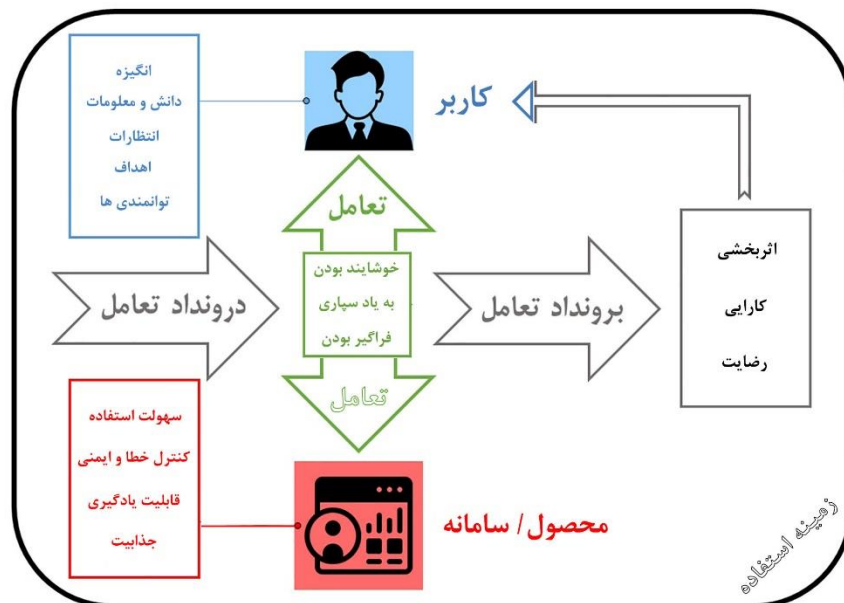 انگیزه
دانش و معلومات
انتظارات
اهداف
توانمندی ها
کاربر
تعامل
خوشایند بودن
به یاد سپاری
فراگیر بودن
تعامل
درونداد تعامل
برونداد تعامل
اثربخشی
کارایی
رضایت
سهولت استفاده
کنترل خطا و ایمنی
قابلیت یادگیری
جذابیت
محصول/ سامانه
زمینه استفاده